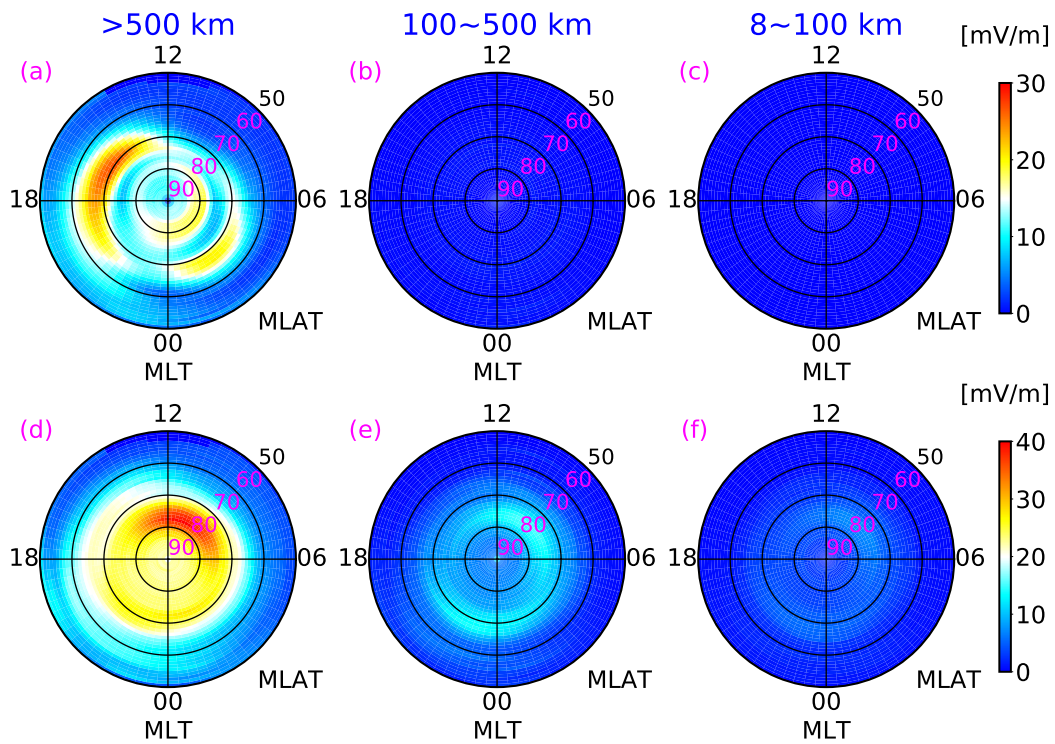 >500 km 100~500 km 8~100 km
[mV/m]
(a) 12 (b) 12 (c) 12
50 50 50
60 60 60
70 70 70
80 80 80
90 90 90
18 06 18 06 18 06
30
20
10
0
MLAT MLAT MLAT
00 00 00
MLT MLT MLT
[mV/m]
(d) 12 (e) 12 (f) 12
50 50 50
60 60 60
70 70 70
80 80 80
90 90 90
18 06 18 06 18 06
40
30
20
10
0
MLAT MLAT MLAT
00 00 00
MLT MLT MLT